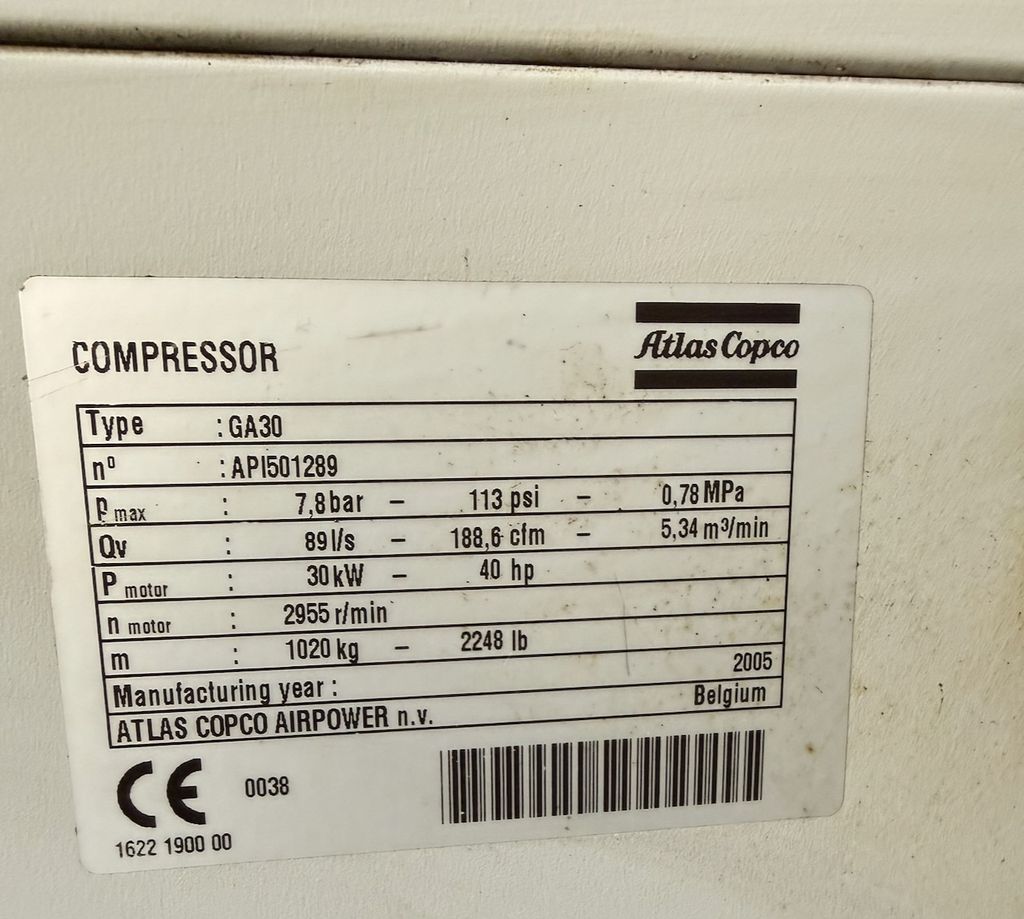 COMPRESSOR
Atlas Copco
Type : GA30
nº : API501289
p max : 7,8 bar – 113 psi – 0,78 MPa
Qv : 89 l/s – 188,6 cfm – 5,34 m³/min
P motor : 30 kW – 40 hp
n motor : 2955 r/min
m : 1020 kg – 2248 lb
Manufacturing year : 2005
ATLAS COPCO AIRPOWER n.v. Belgium
CE 0038
1622 1900 00